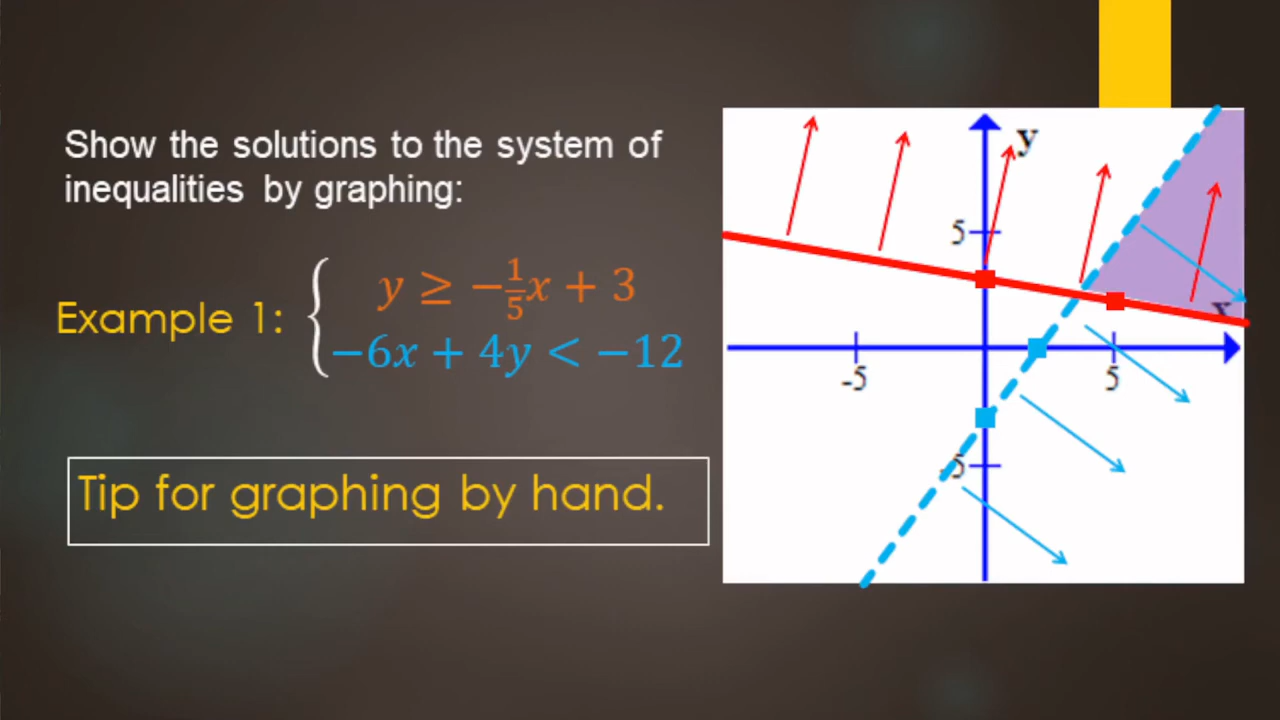 Show the solutions to the system of
inequalities by graphing:
Example 1:
y ≥ −1/5x + 3
−6x + 4y < −12
Tip for graphing by hand.
y
5
x
-5
5
-5